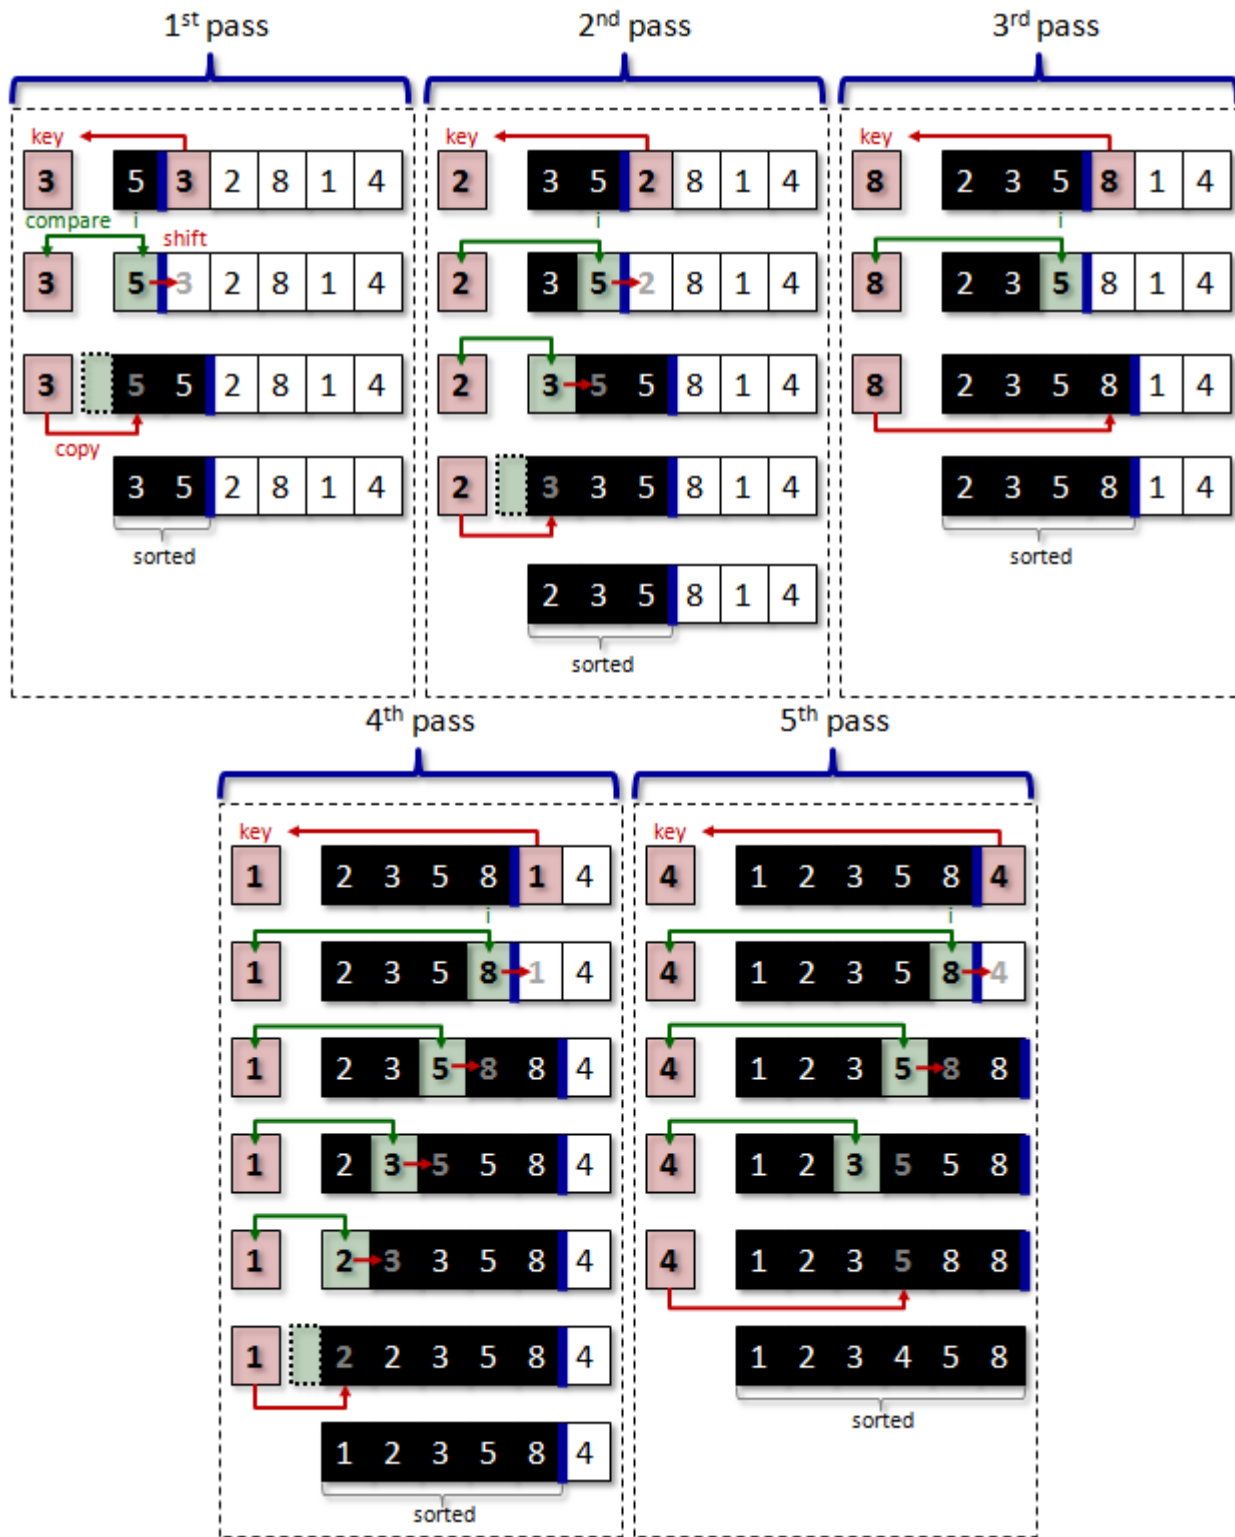 1st pass
key
3 5 3 2 8 1 4
compare i
shift
3 5 3 2 8 1 4
3 5 5 2 8 1 4
copy
3 5 2 8 1 4
sorted
2nd pass
key
2 3 5 2 8 1 4
i
2 3 5 2 8 1 4
2 3 5 5 8 1 4
2 3 3 5 8 1 4
2 3 5 8 1 4
sorted
3rd pass
key
8 2 3 5 8 1 4
i
8 2 3 5 8 1 4
8 2 3 5 8 1 4
2 3 5 8 1 4
sorted
4th pass
key
1 2 3 5 8 1 4
i
1 2 3 5 8 1 4
1 2 3 5 8 8 4
1 2 3 5 5 8 4
1 2 3 3 5 8 4
1 2 2 3 5 8 4
1 2 3 5 8 4
sorted
5th pass
key
4 1 2 3 5 8 4
i
4 1 2 3 5 8 4
4 1 2 3 5 8 8
4 1 2 3 5 5 8
4 1 2 3 5 8 8
1 2 3 4 5 8
sorted